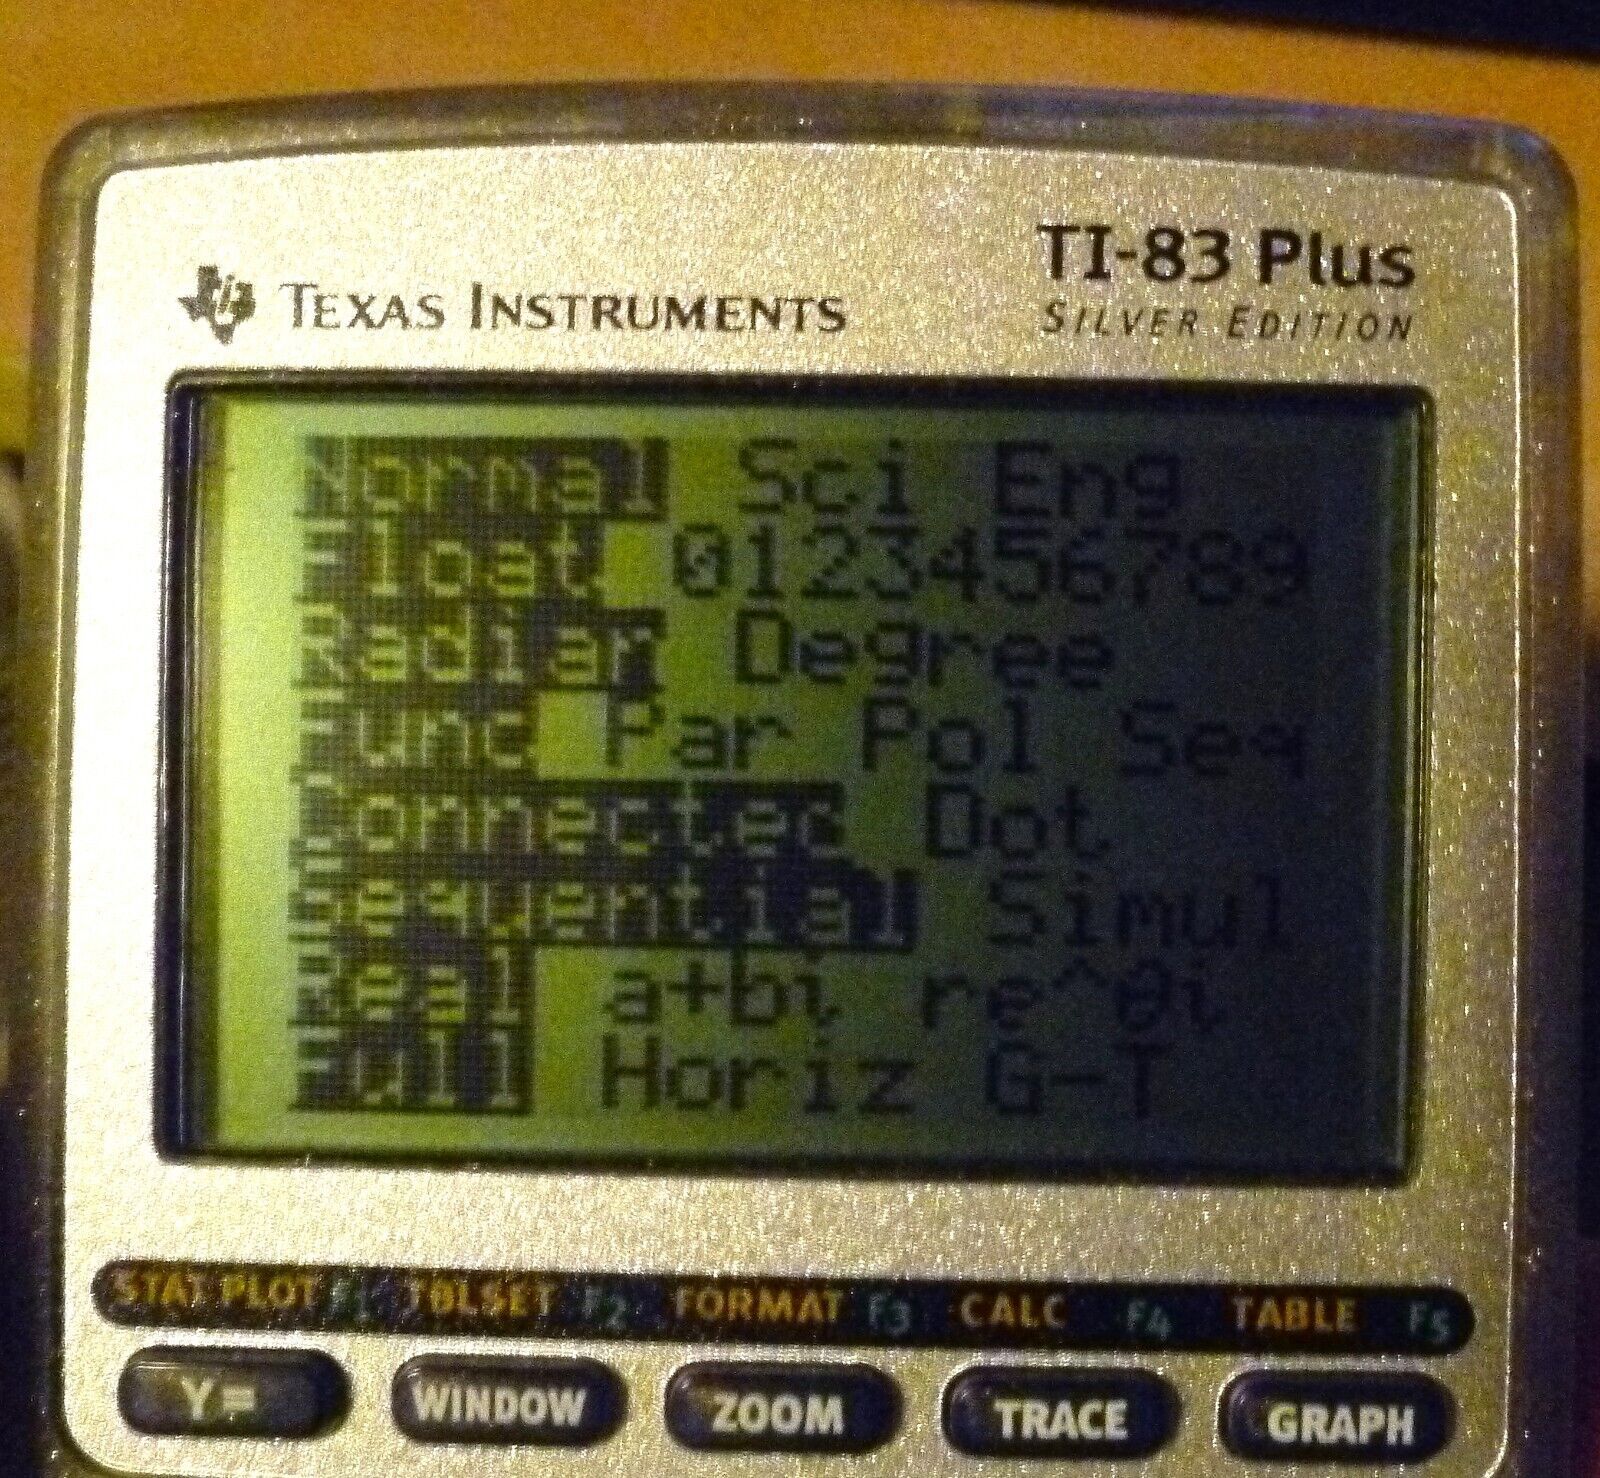 TEXAS INSTRUMENTS
TI-83 Plus
SILVER EDITION
Normal Sci Eng
Float 0123456789
Radian Degree
Func Par Pol Seq
Connected Dot
Sequential Simul
Real a+bi re^θi
Full Horiz G-T
STAT PLOT F1 TBLSET F2 FORMAT F3 CALC F4 TABLE F5
Y= WINDOW ZOOM TRACE GRAPH